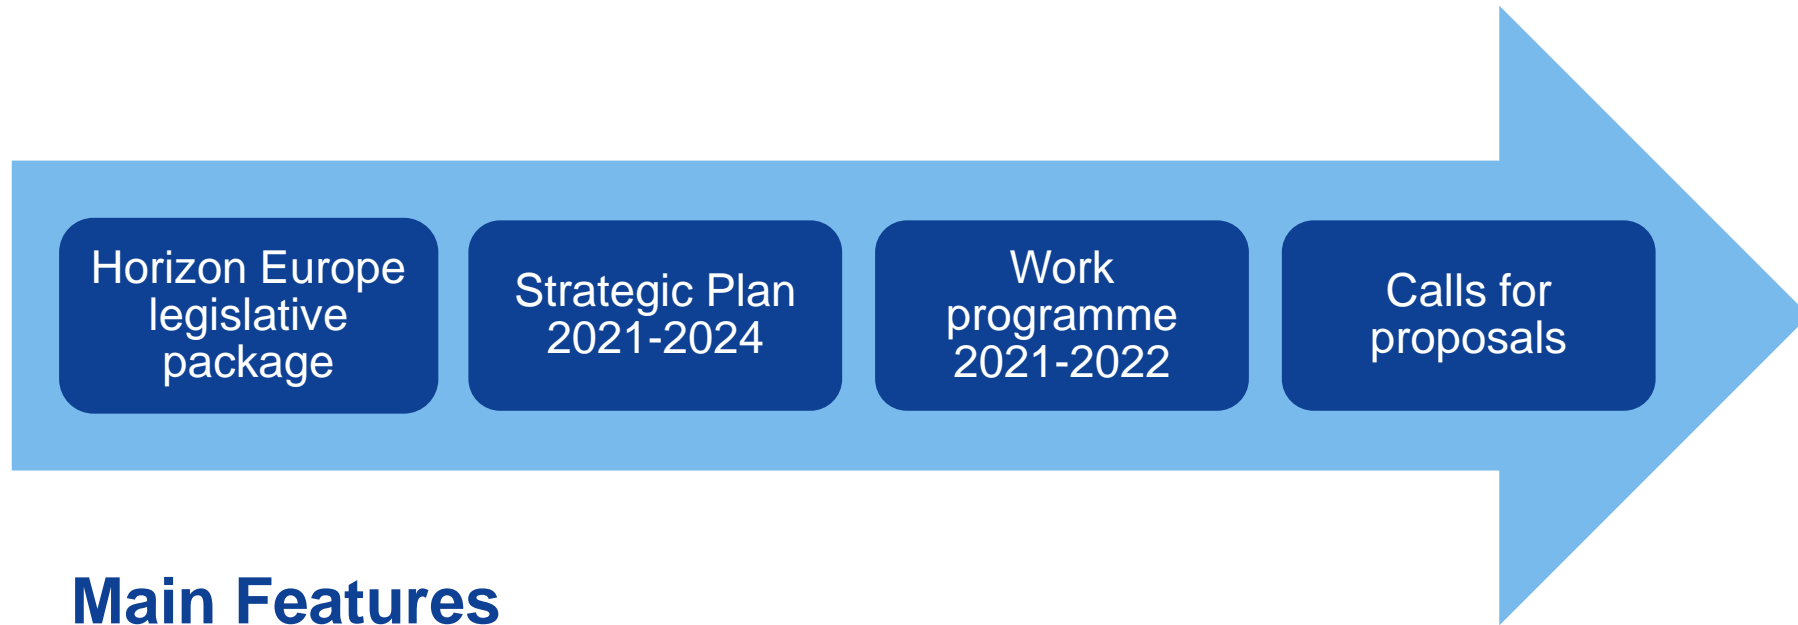 Horizon Europe
legislative
package
Strategic Plan
2021-2024
Work
programme
2021-2022
Calls for
proposals
Main Features